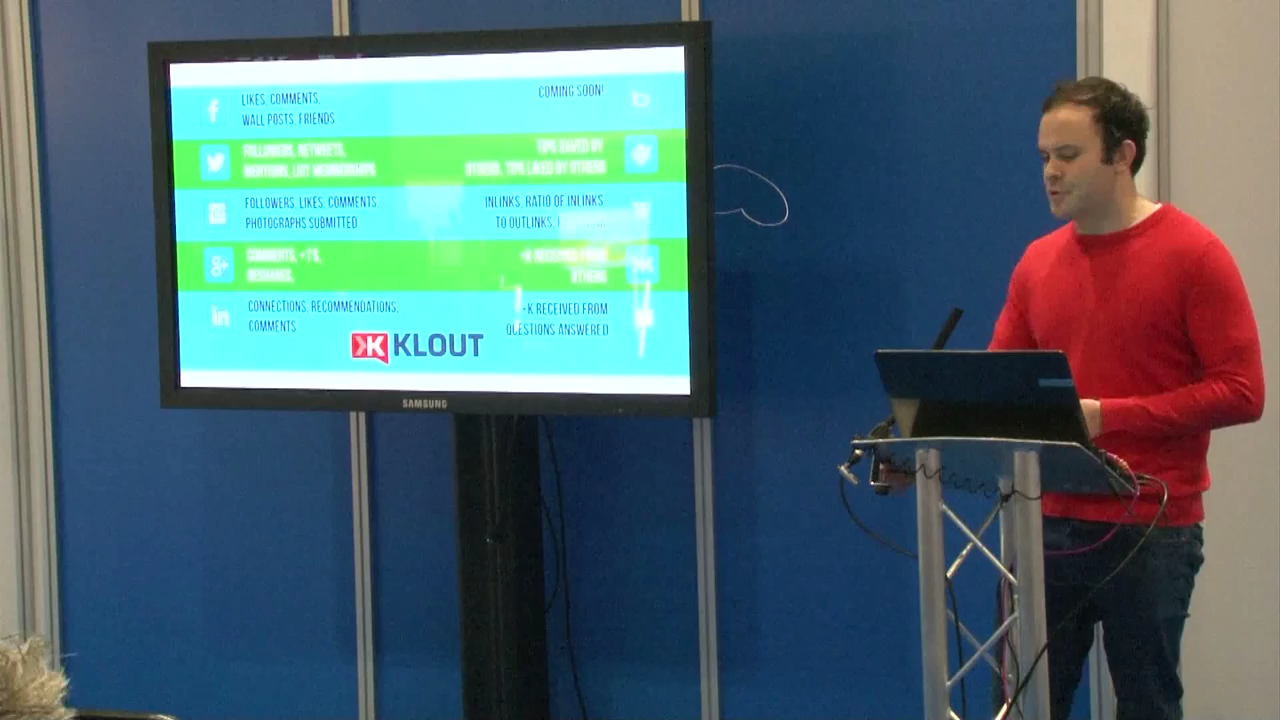 LIKES, COMMENTS,
WALL POSTS, FRIENDS
COMING SOON!
FOLLOWERS, RETWEETS,
MENTIONS, LIST MEMBERSHIPS
TIPS SAVED BY
OTHERS, TIPS LIKED BY OTHERS
FOLLOWERS, LIKES, COMMENTS
PHOTOGRAPHS SUBMITTED
INLINKS, RATIO OF INLINKS
TO OUTLINKS,
COMMENTS, +1'S,
RESHARES,
+K RECEIVED FROM
OTHERS
CONNECTIONS, RECOMMENDATIONS,
COMMENTS
+K RECEIVED FROM
QUESTIONS ANSWERED
KLOUT
SAMSUNG